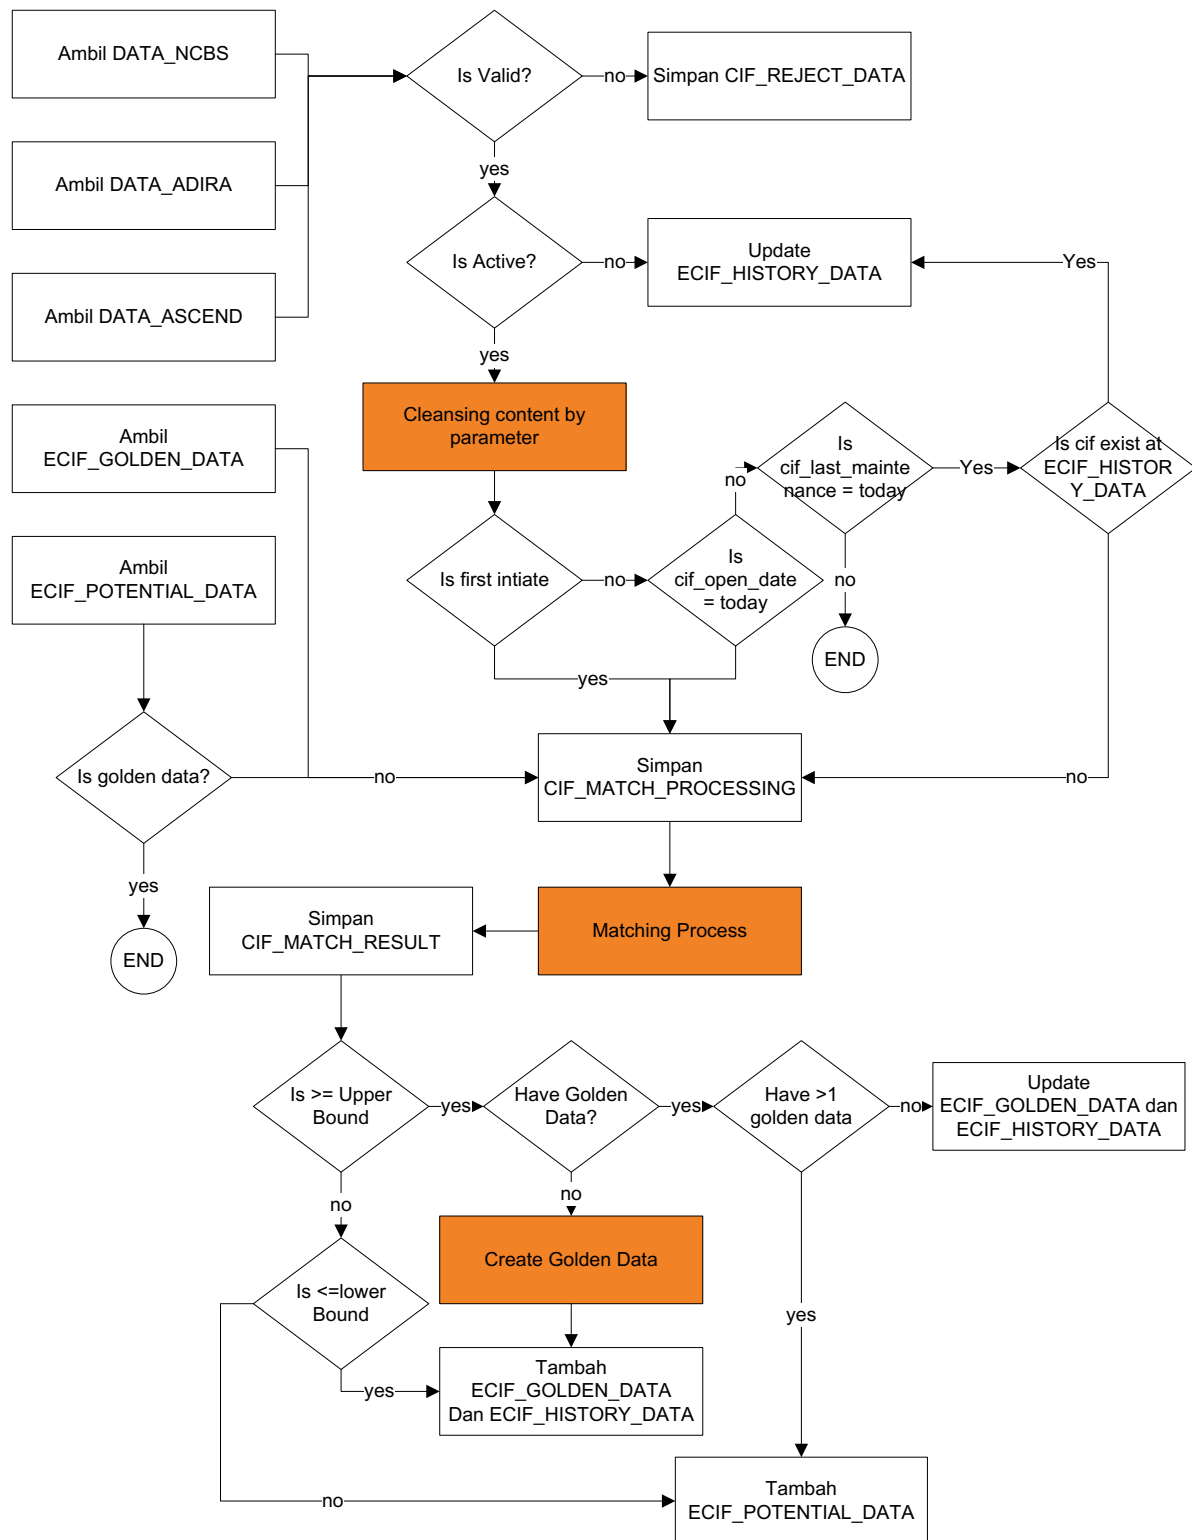 Ambil DATA_NCBS
Is Valid?
no
Simpan CIF_REJECT_DATA
yes
Ambil DATA_ADIRA
Is Active?
no
Update
ECIF_HISTORY_DATA
Yes
Ambil DATA_ASCEND
yes
Cleansing content by
parameter
Ambil
ECIF_GOLDEN_DATA
Is
cif_last_mainte
nance = today
Yes
Is cif exist at
ECIF_HISTOR
Y_DATA
no
Ambil
ECIF_POTENTIAL_DATA
Is first intiate
no
Is
cif_open_date
= today
no
END
yes
Is golden data?
no
Simpan
CIF_MATCH_PROCESSING
no
yes
END
Simpan
CIF_MATCH_RESULT
Matching Process
Is >= Upper
Bound
yes
Have Golden
Data?
yes
Have >1
golden data
no
Update
ECIF_GOLDEN_DATA dan
ECIF_HISTORY_DATA
no
no
Create Golden Data
Is <=lower
Bound
yes
yes
Tambah
ECIF_GOLDEN_DATA
Dan ECIF_HISTORY_DATA
no
Tambah
ECIF_POTENTIAL_DATA